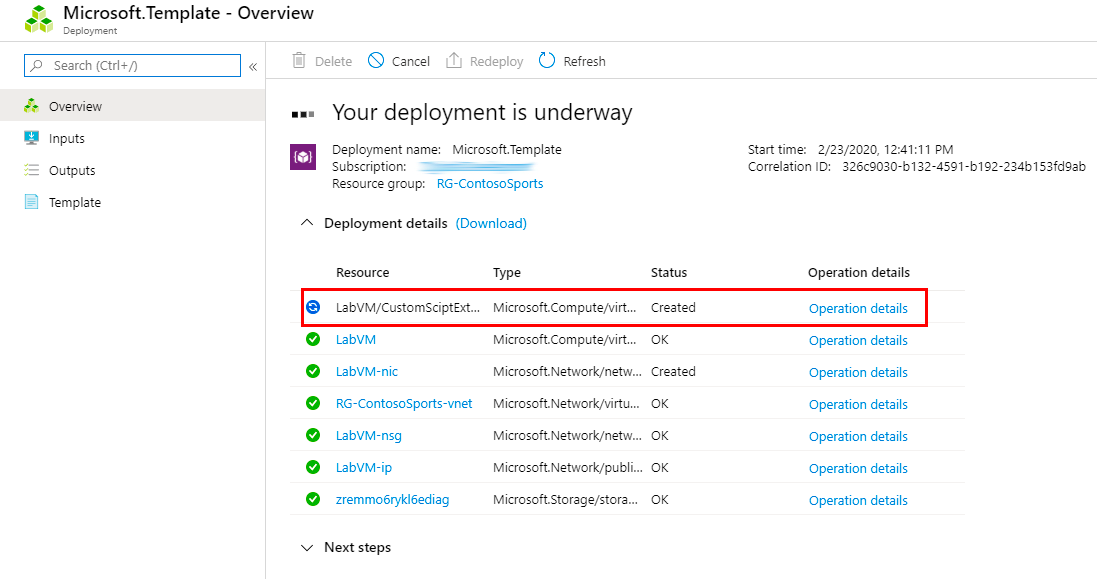 Microsoft.Template - Overview
Deployment
Search (Ctrl+/) «
Delete Cancel Redeploy Refresh
Overview
Inputs
Outputs
Template
Your deployment is underway
Deployment name: Microsoft.Template
Subscription:
Resource group: RG-ContosoSports
Start time: 2/23/2020, 12:41:11 PM
Correlation ID: 326c9030-b132-4591-b192-234b153fd9ab
Deployment details (Download)
Resource Type Status Operation details
LabVM/CustomSciptExt... Microsoft.Compute/virt... Created Operation details
LabVM Microsoft.Compute/virt... OK Operation details
LabVM-nic Microsoft.Network/netw... Created Operation details
RG-ContosoSports-vnet Microsoft.Network/virtu... OK Operation details
LabVM-nsg Microsoft.Network/netw... OK Operation details
LabVM-ip Microsoft.Network/publi... OK Operation details
zremmo6rykl6ediag Microsoft.Storage/stora... OK Operation details
Next steps